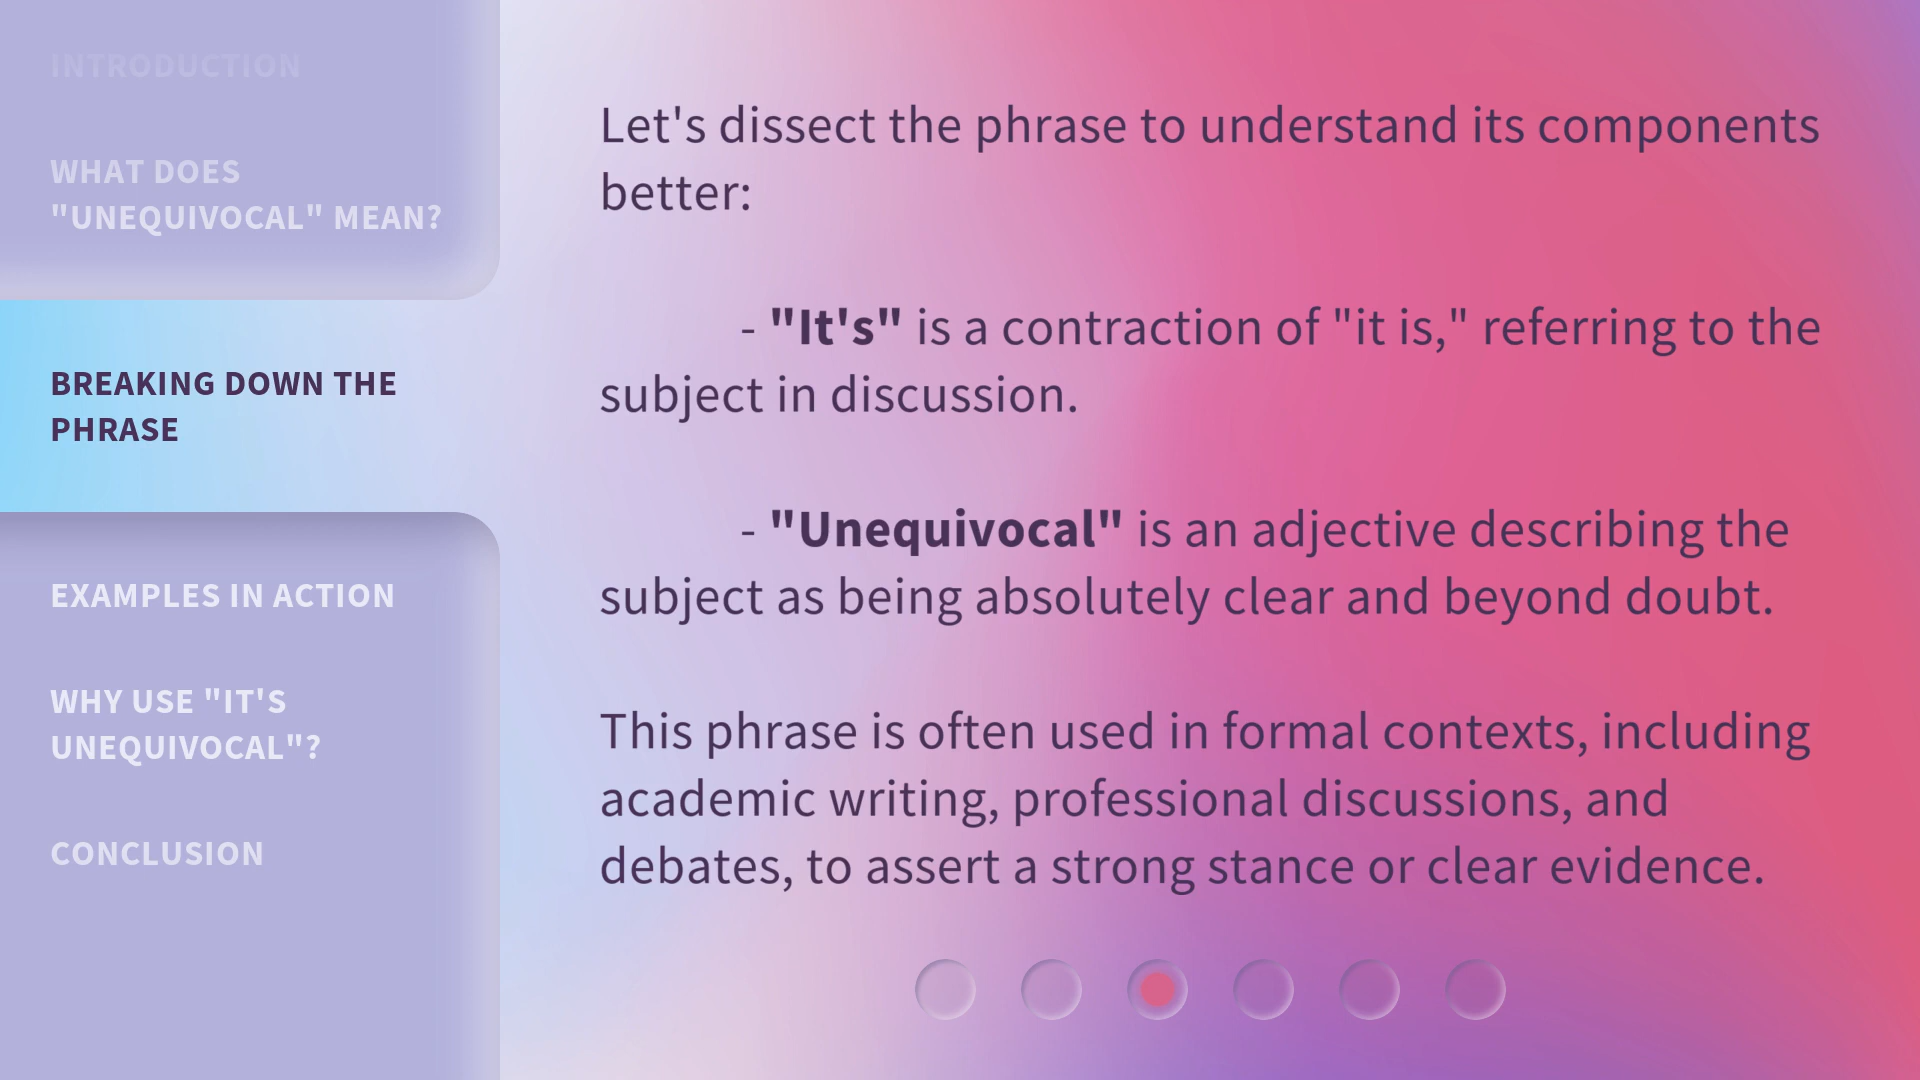 INTRODUCTION
WHAT DOES
"UNEQUIVOCAL" MEAN?
BREAKING DOWN THE
PHRASE
EXAMPLES IN ACTION
WHY USE "IT'S
UNEQUIVOCAL"?
CONCLUSION
Let's dissect the phrase to understand its components
better:
- "It's" is a contraction of "it is," referring to the
subject in discussion.
- "Unequivocal" is an adjective describing the
subject as being absolutely clear and beyond doubt.
This phrase is often used in formal contexts, including
academic writing, professional discussions, and
debates, to assert a strong stance or clear evidence.